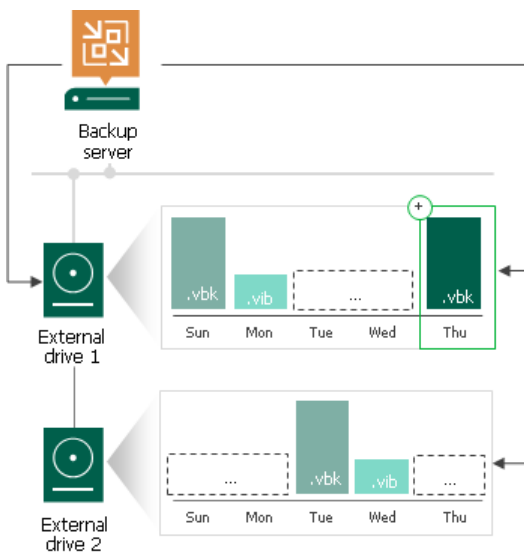 Backup
server
+
.vbk
.vib
...
.vbk
Sun Mon Tue Wed Thu
External
drive 1
...
.vbk
.vib
...
Sun Mon Tue Wed Thu
External
drive 2